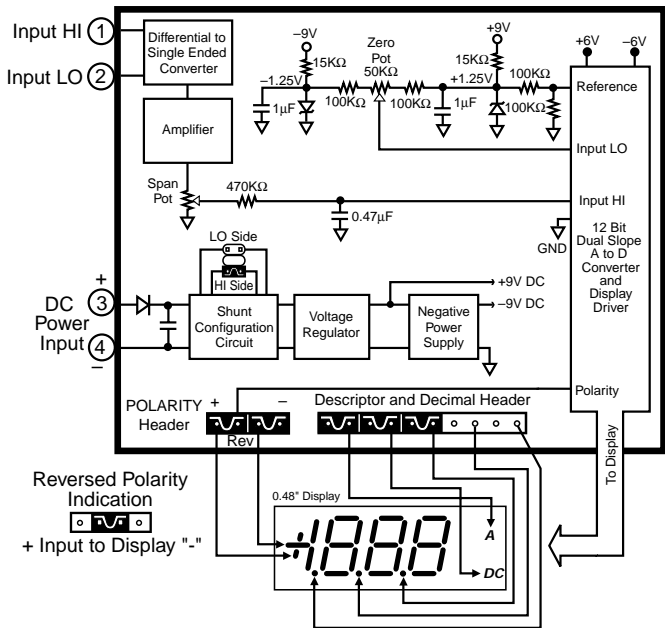 Input HI 1
Input LO 2
Differential to
Single Ended
Converter
Amplifier
Span
Pot
470KΩ
0.47µF
–9V
15KΩ
–1.25V
1µF
100KΩ
Zero
Pot
50KΩ
100KΩ
+1.25V
1µF
+9V
15KΩ
100KΩ
100KΩ
+6V
–6V
Reference
Input LO
Input HI
GND
12 Bit
Dual Slope
A to D
Converter
and
Display
Driver
Polarity
LO Side
HI Side
+
DC 3
Power
Input 4
–
Shunt
Configuration
Circuit
Voltage
Regulator
Negative
Power
Supply
+9V DC
–9V DC
POLARITY
Header
+
–
Rev
Descriptor and Decimal Header
To Display
Reversed Polarity
Indication
+ Input to Display "-"
0.48" Display
1.8.8.8
A
DC